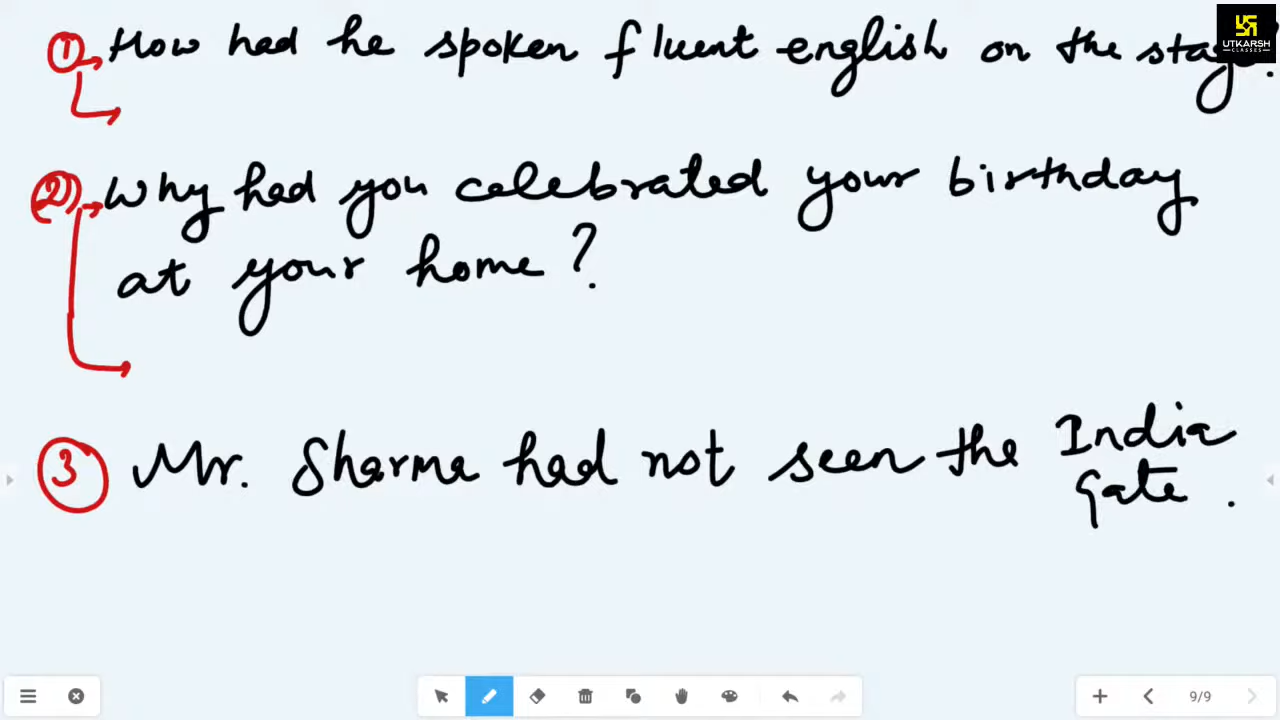 UTKARSH
CLASSES
① How had he spoken fluent english on the stage?
② Why had you celebrated your birthday
at your home ?
③ Mr. Sharma had not seen the India
Gate .
9/9